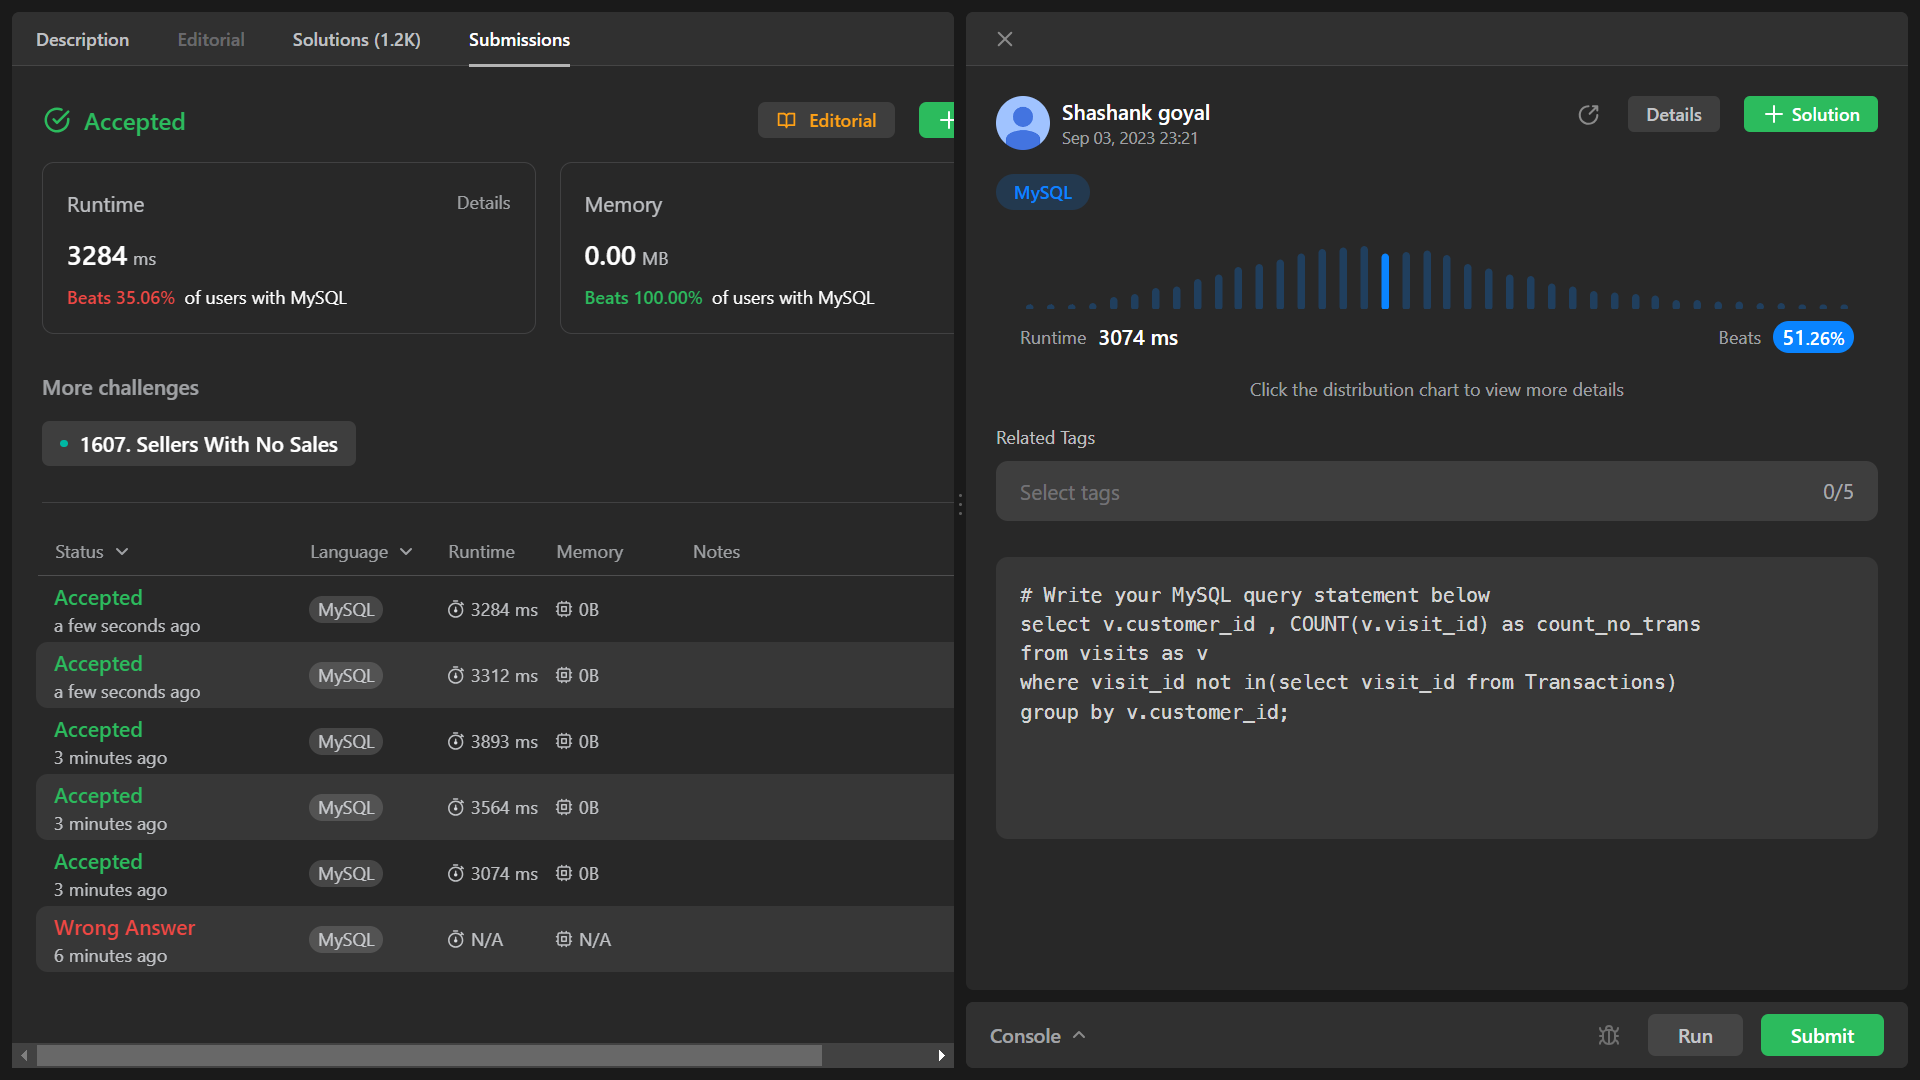 Description Editorial Solutions (1.2K) Submissions
Accepted
Editorial
Runtime Details
3284 ms
Beats 35.06% of users with MySQL
Memory
0.00 MB
Beats 100.00% of users with MySQL
More challenges
1607. Sellers With No Sales
Status Language Runtime Memory Notes
Accepted
a few seconds ago
MySQL 3284 ms 0B
Accepted
a few seconds ago
MySQL 3312 ms 0B
Accepted
3 minutes ago
MySQL 3893 ms 0B
Accepted
3 minutes ago
MySQL 3564 ms 0B
Accepted
3 minutes ago
MySQL 3074 ms 0B
Wrong Answer
6 minutes ago
MySQL N/A N/A
Shashank goyal
Sep 03, 2023 23:21
Details
Solution
MySQL
Runtime 3074 ms
Beats 51.26%
Click the distribution chart to view more details
Related Tags
Select tags 0/5
# Write your MySQL query statement below
select v.customer_id , COUNT(v.visit_id) as count_no_trans
from visits as v
where visit_id not in(select visit_id from Transactions)
group by v.customer_id;
Console
Run
Submit